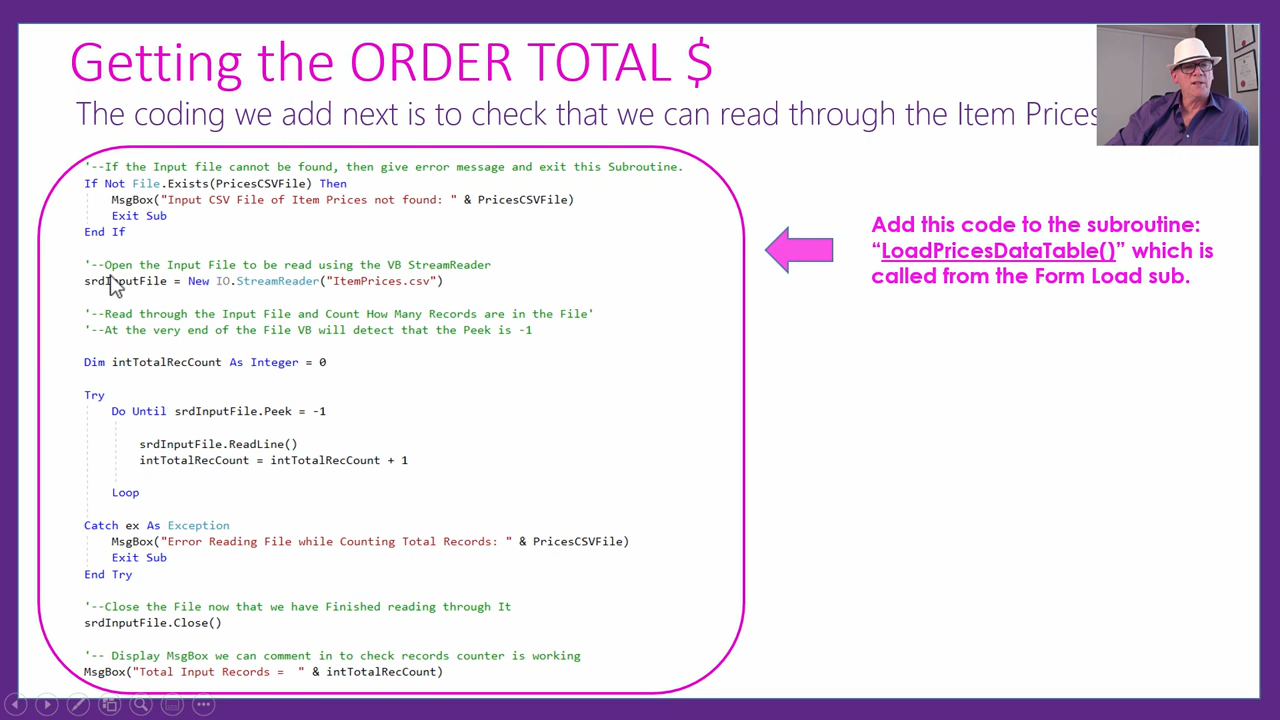 Getting the ORDER TOTAL $
The coding we add next is to check that we can read through the Item Prices
'--If the Input file cannot be found, then give error message and exit this Subroutine.
If Not File.Exists(PricesCSVFile) Then
MsgBox("Input CSV File of Item Prices not found: " & PricesCSVFile)
Exit Sub
End If
'--Open the Input File to be read using the VB StreamReader
srdInputFile = New IO.StreamReader("ItemPrices.csv")
'--Read through the Input File and Count How Many Records are in the File'
'--At the very end of the File VB will detect that the Peek is -1
Dim intTotalRecCount As Integer = 0
Try
Do Until srdInputFile.Peek = -1
srdInputFile.ReadLine()
intTotalRecCount = intTotalRecCount + 1
Loop
Catch ex As Exception
MsgBox("Error Reading File while Counting Total Records: " & PricesCSVFile)
Exit Sub
End Try
'--Close the File now that we have Finished reading through It
srdInputFile.Close()
'-- Display MsgBox we can comment in to check records counter is working
MsgBox("Total Input Records =  " & intTotalRecCount)
Add this code to the subroutine:
“LoadPricesDataTable()” which is
called from the Form Load sub.